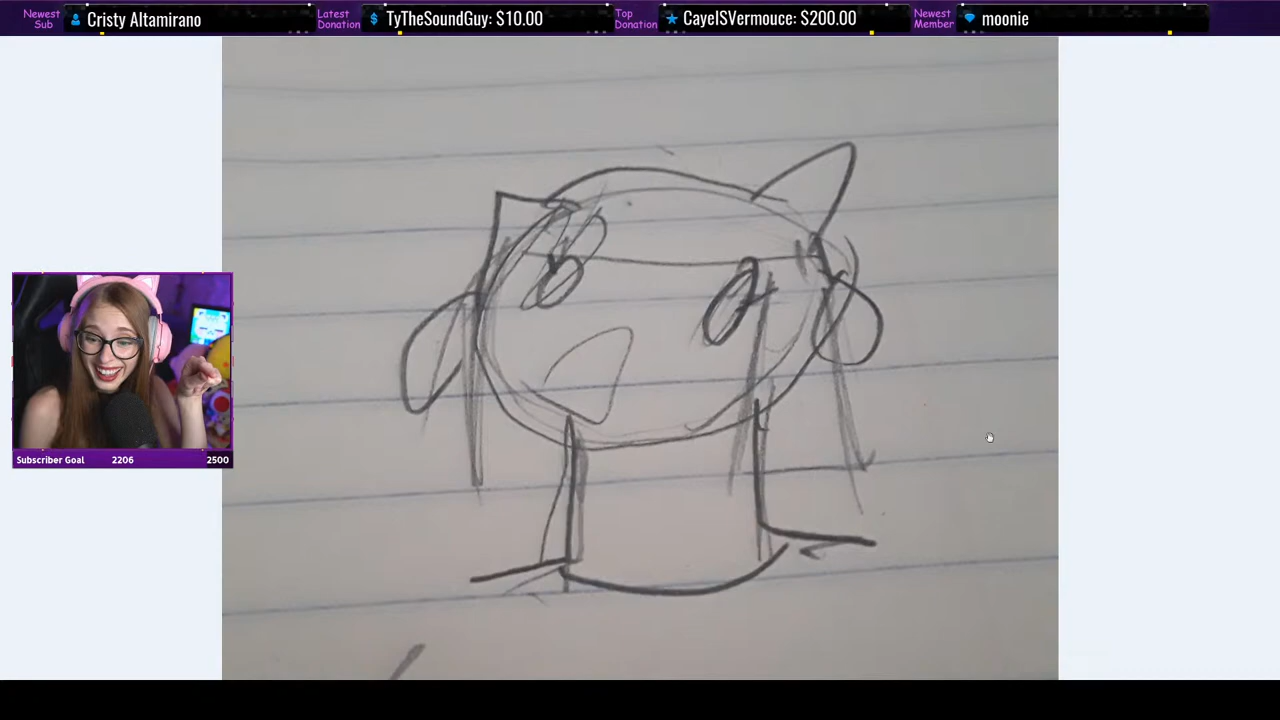 Newest Sub
Cristy Altamirano
Latest Donation
TyTheSoundGuy: $10.00
Top Donation
CayeISVermouce: $200.00
Newest Member
moonie
Subscriber Goal 2206 2500